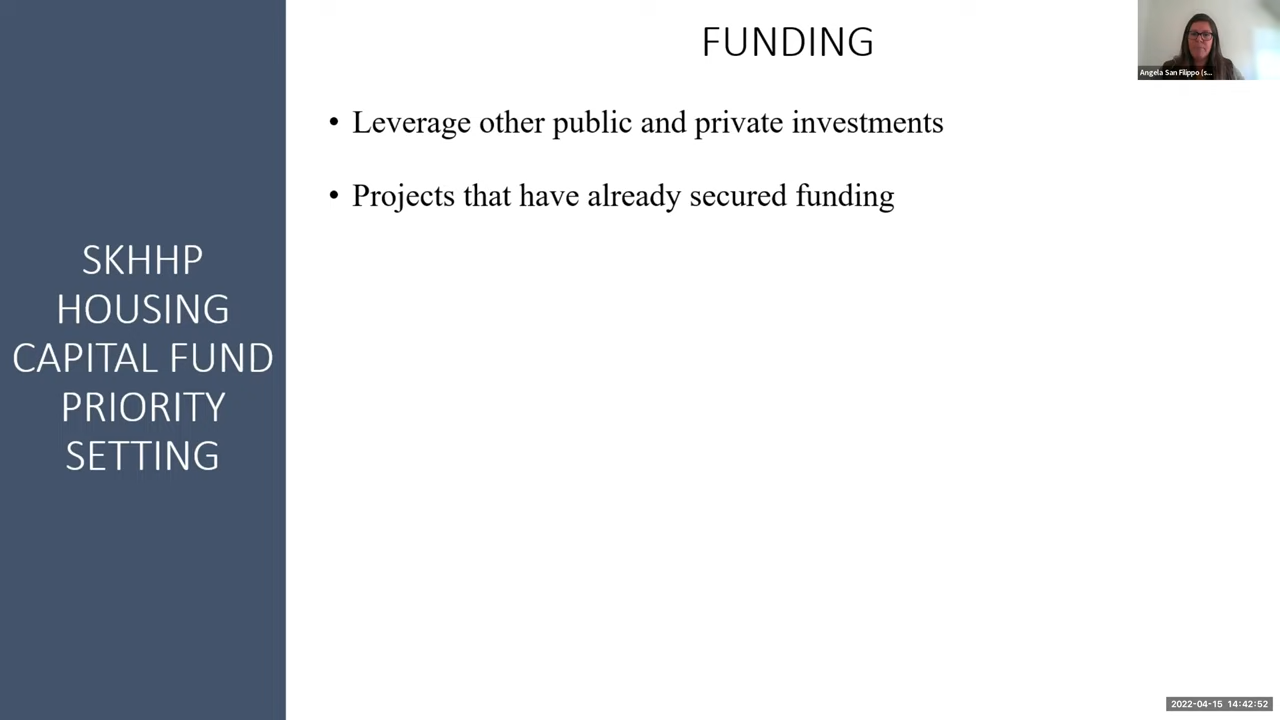 FUNDING
• Leverage other public and private investments
• Projects that have already secured funding
SKHHP
HOUSING
CAPITAL FUND
PRIORITY
SETTING
Angela San Filippo (s...
2022-04-15 14:42:52